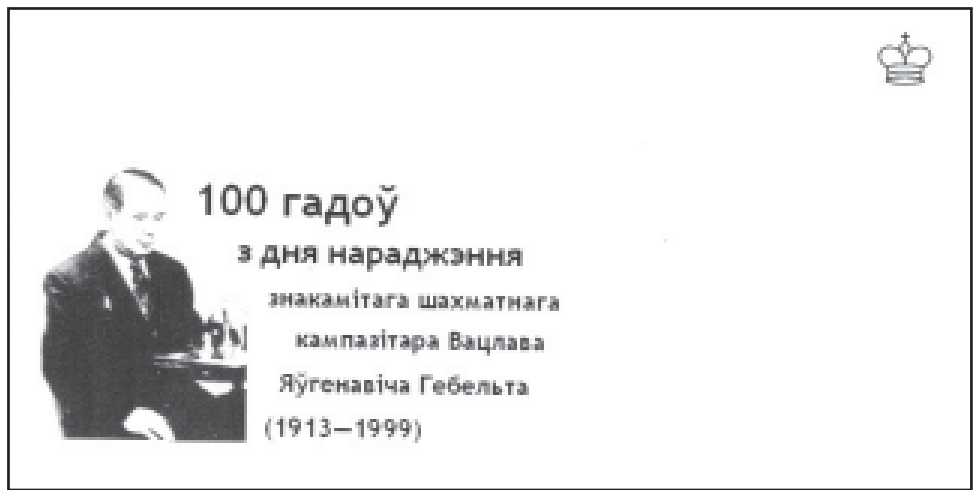 100 гадоў
з дня нараджэння
знакамітага шахматнага
кампазітара Вацлава
Яўгенавіча Гебельта
(1913—1999)